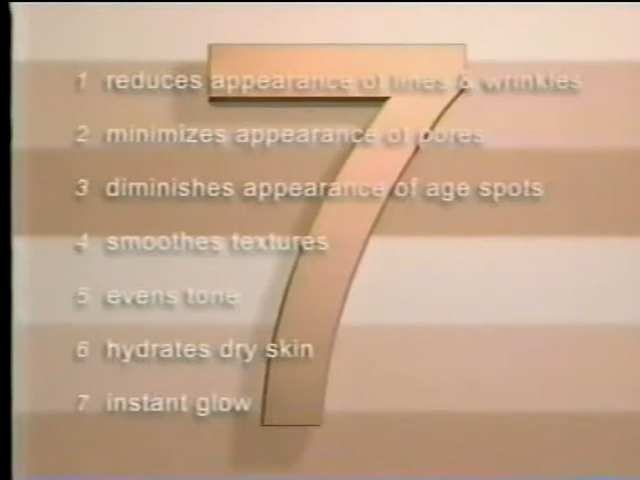 7
1 reduces appearance of lines & wrinkles
2 minimizes appearance of pores
3 diminishes appearance of age spots
4 smoothes textures
5 evens tone
6 hydrates dry skin
7 instant glow